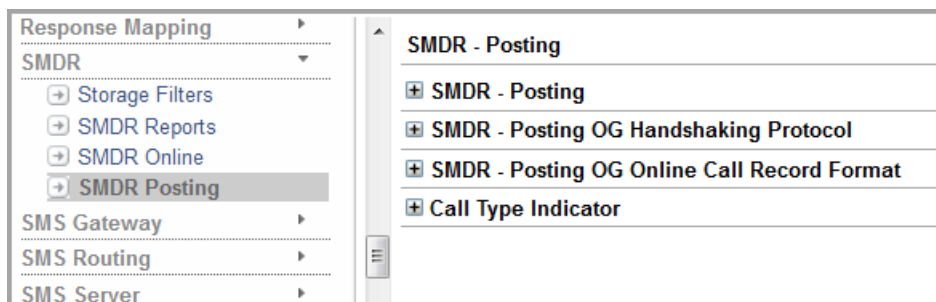 Response Mapping
SMDR
Storage Filters
SMDR Reports
SMDR Online
SMDR Posting
SMS Gateway
SMS Routing
SMS Server
SMDR - Posting
SMDR - Posting
SMDR - Posting OG Handshaking Protocol
SMDR - Posting OG Online Call Record Format
Call Type Indicator